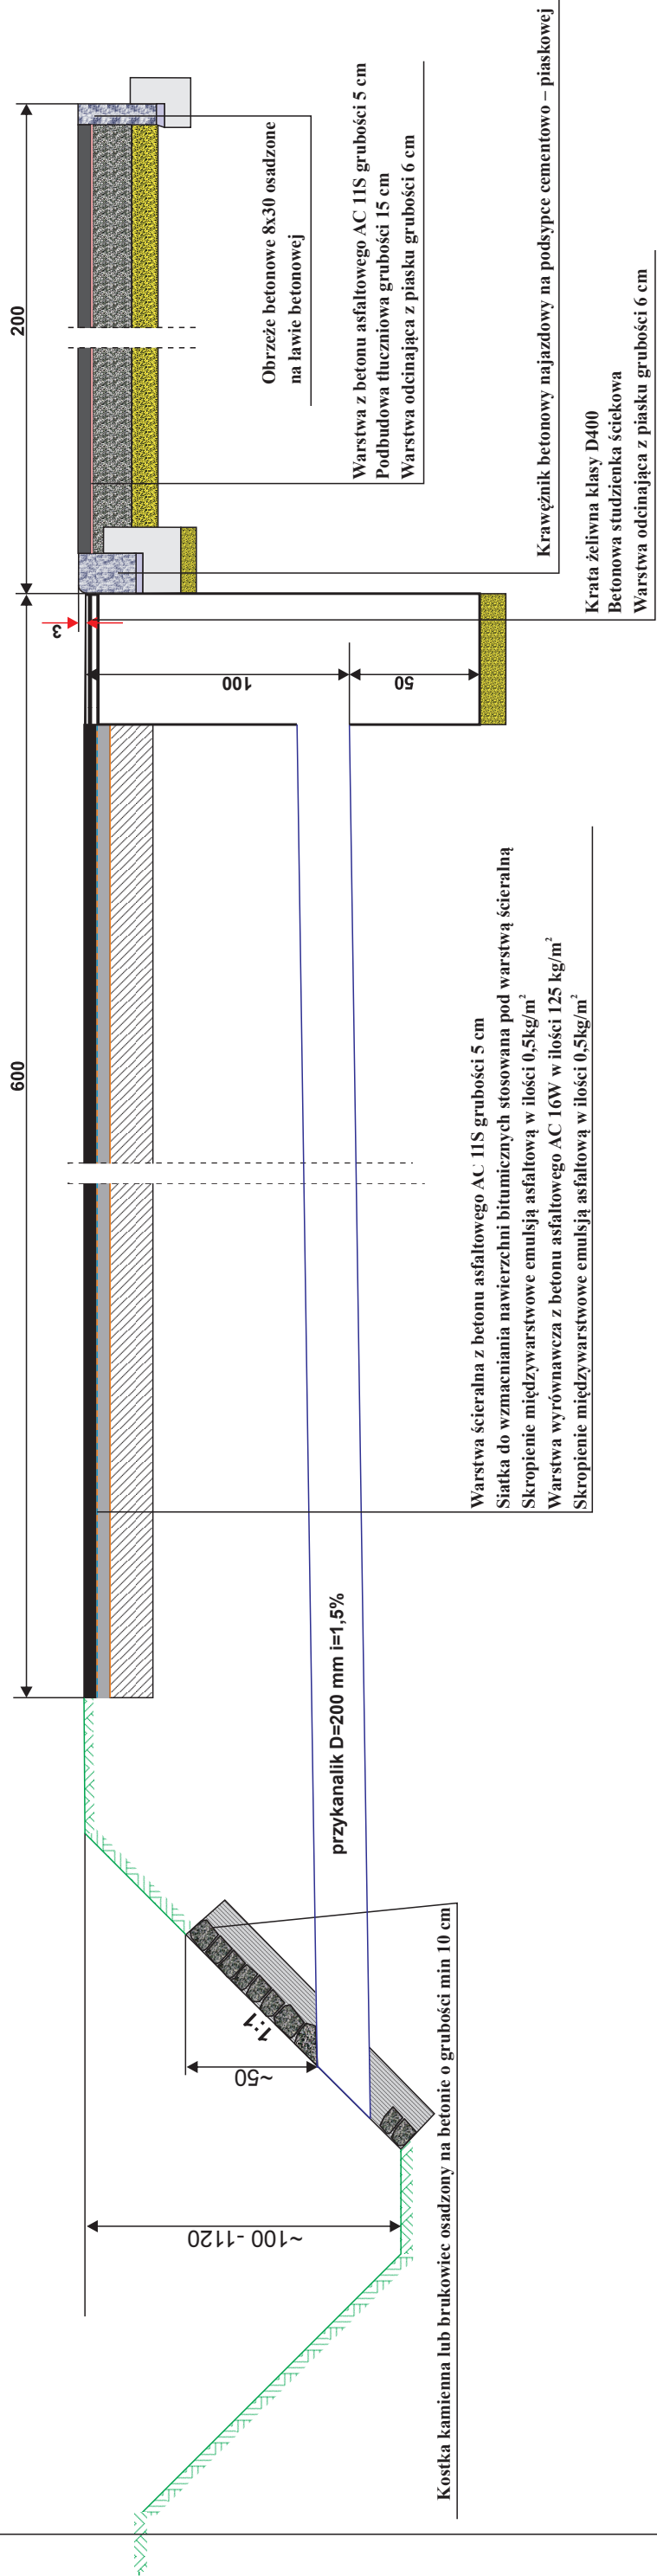 600
200
3
100
50
~50
1:1
~100 - 1120
przykanalik D=200 mm i=1,5%
Kostka kamienna lub brukowiec osadzony na betonie o grubości min 10 cm
Warstwa ścieralna z betonu asfaltowego AC 11S grubości 5 cm
Siatka do wzmacniania nawierzchni bitumicznych stosowana pod warstwą ścieralną
Skropienie międzywarstwowe emulsją asfaltową w ilości 0,5kg/m²
Warstwa wyrównawcza z betonu asfaltowego AC 16W w ilości 125 kg/m²
Skropienie międzywarstwowe emulsją asfaltową w ilości 0,5kg/m²
Obrzeże betonowe 8x30 osadzone
na ławie betonowej
Warstwa z betonu asfaltowego AC 11S grubości 5 cm
Podbudowa tłuczniowa grubości 15 cm
Warstwa odcinająca z piasku grubości 6 cm
Krawężnik betonowy najazdowy na podsypce cementowo – piaskowej
Krata żeliwna klasy D400
Betonowa studzienka ściekowa
Warstwa odcinająca z piasku grubości 6 cm